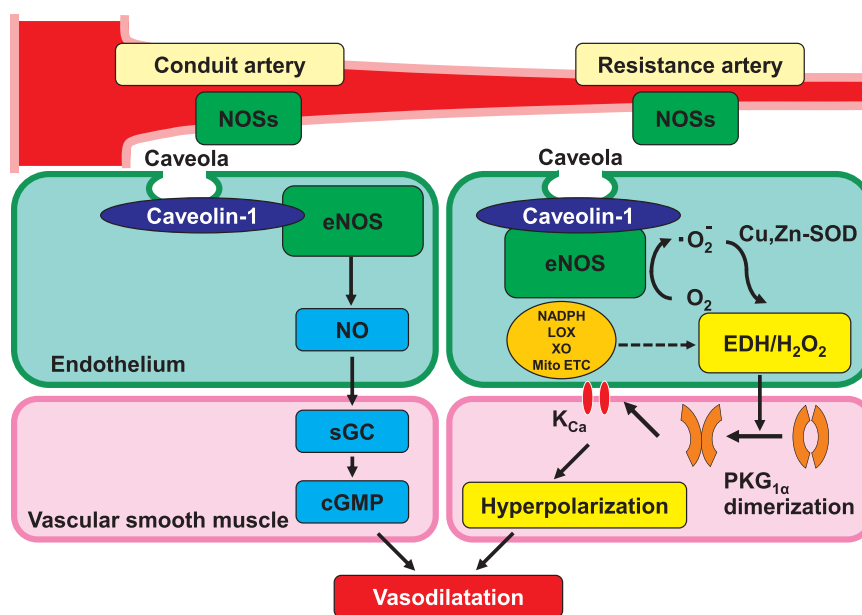 Conduit artery
Resistance artery
NOSs
NOSs
Caveola
Caveola
Caveolin-1
eNOS
NO
Endothelium
Caveolin-1
eNOS
·O₂⁻
Cu,Zn-SOD
O₂
NADPH
LOX
XO
Mito ETC
EDH/H₂O₂
sGC
cGMP
Vascular smooth muscle
K_Ca
PKG₁α
dimerization
Hyperpolarization
Vasodilatation